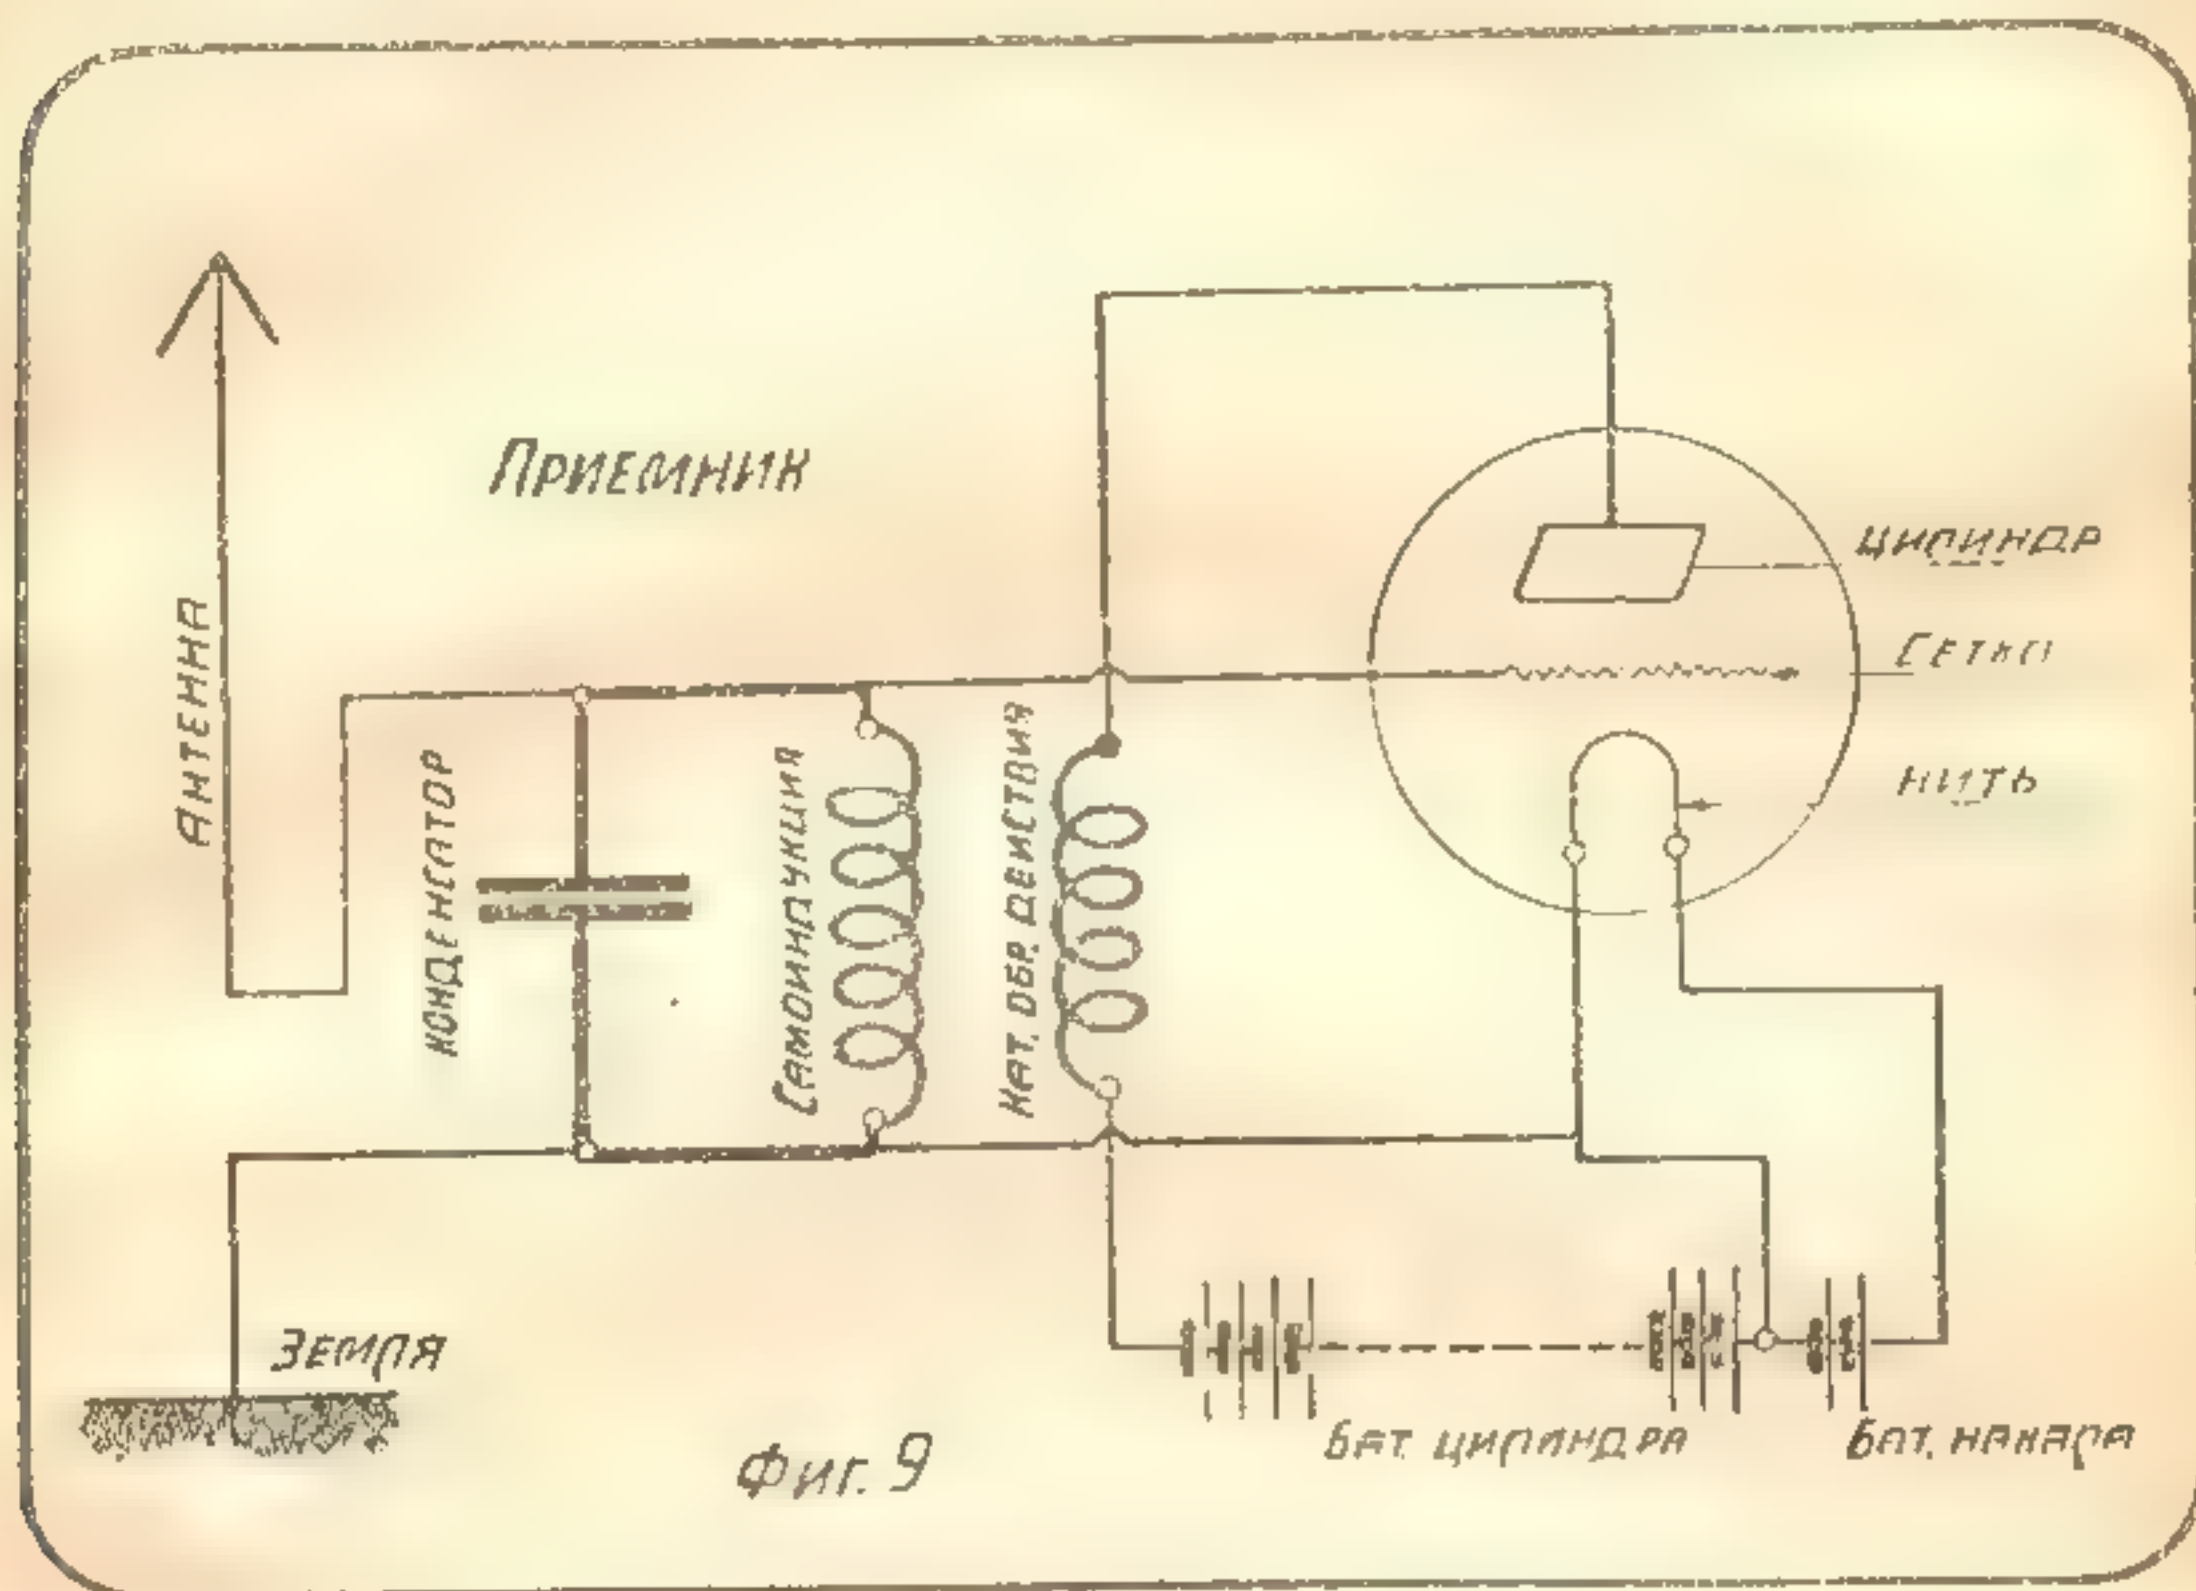 Приемник
Антенна
Конденсатор
Самоиндукция
Кат. обр. действия
Цилиндр
Сетка
Нить
Земля
Бат. цилиндра
Бат. накала
Фиг. 9